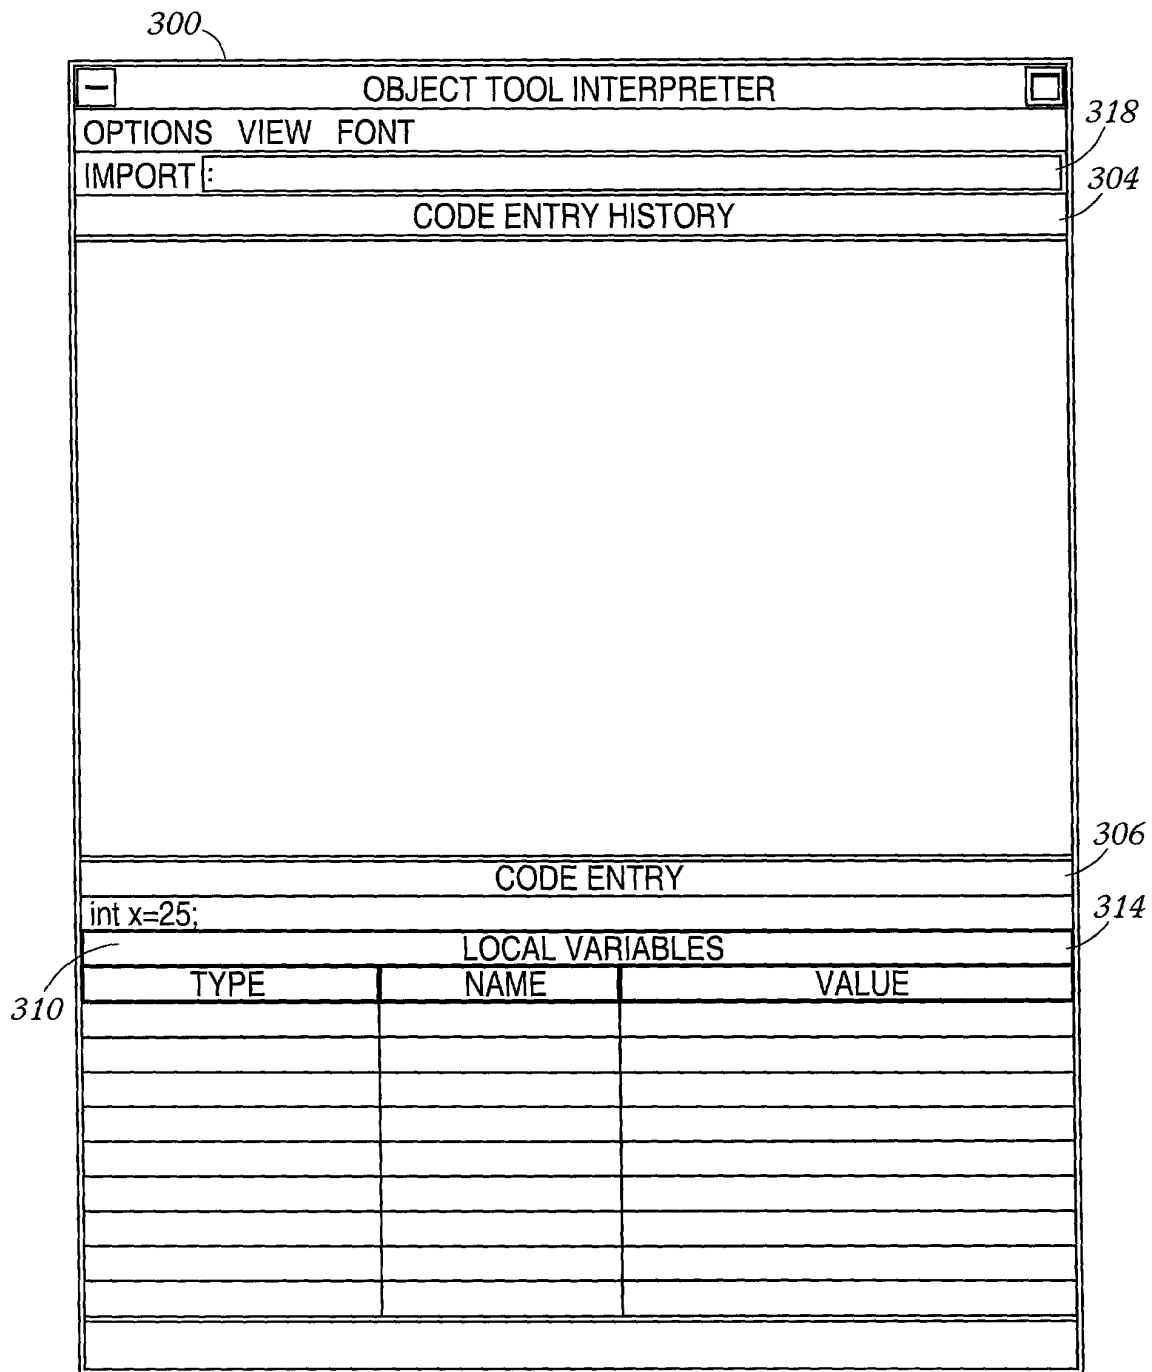 300
OBJECT TOOL INTERPRETER
OPTIONS VIEW FONT
318
IMPORT :
304
CODE ENTRY HISTORY
306
CODE ENTRY
int x=25;
314
LOCAL VARIABLES
310
TYPE NAME VALUE